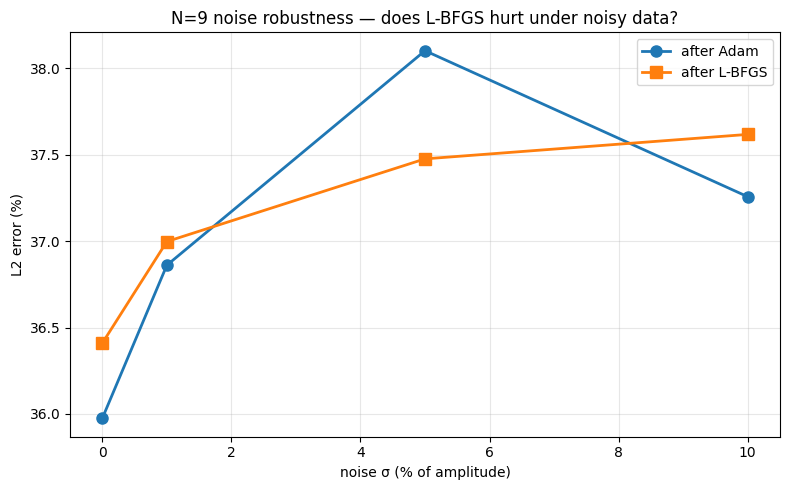 N=9 noise robustness — does L-BFGS hurt under noisy data?
after Adam
after L-BFGS
L2 error (%)
38.0
37.5
37.0
36.5
36.0
0 2 4 6 8 10
noise σ (% of amplitude)